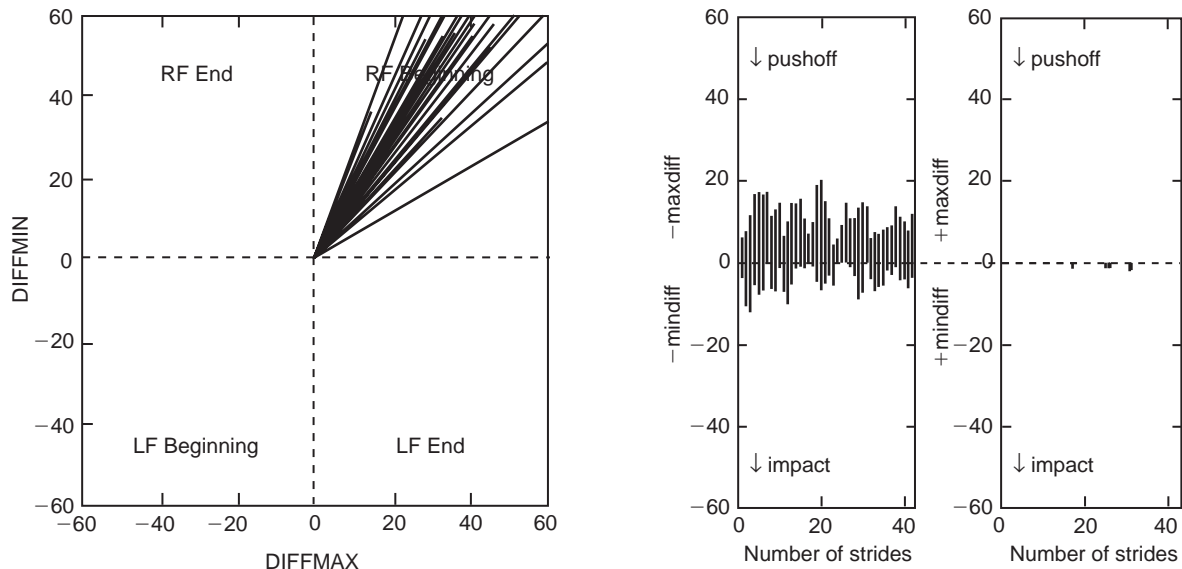 60
40
20
0
−20
−40
−60
DIFFMIN
RF End
RF Beginning
LF Beginning
LF End
−60
−40
−20
0
20
40
60
DIFFMAX
60
40
20
0
−20
−40
−60
−maxdiff
−mindiff
↓ pushoff
↓ impact
0
20
40
Number of strides
60
40
20
0
−20
−40
−60
+maxdiff
+mindiff
↓ pushoff
↓ impact
0
20
40
Number of strides